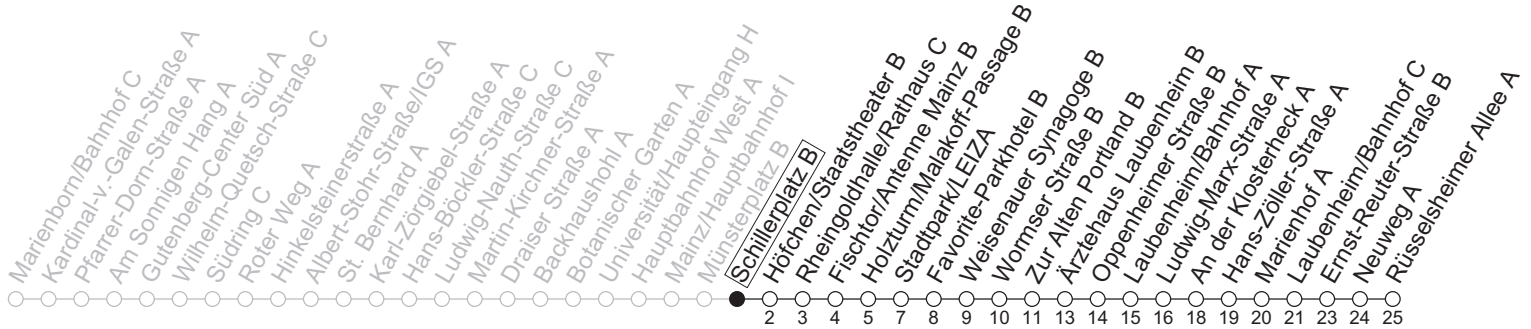 Marienborn/Bahnhof C
Kardinal-v.-Galen-Straße A
Pfarrer-Dorn-Straße A
Am Sonnigen Hang A
Gutenberg-Center Süd A
Wilhelm-Quetsch-Straße C
Südring C
Roter Weg A
Hinkelsteinerstraße A
Albert-Stohr-Straße/IGS A
St. Bernhard A
Karl-Zörgiebel-Straße A
Hans-Böckler-Straße C
Ludwig-Nauth-Straße C
Martin-Kirchner-Straße A
Draiser Straße A
Backhaushohl A
Botanischer Garten A
Universität/Haupteingang H
Hauptbahnhof West A
Mainz/Hauptbahnhof I
Münsterplatz B
Schillerplatz B
Höfchen/Staatstheater B
Rheingoldhalle/Rathaus C
Fischtor/Antenne Mainz B
Holzturm/Malakoff-Passage B
Stadtpark/LEIZA
Favorite-Parkhotel B
Weisenauer Synagoge B
Wormser Straße B
Zur Alten Portland B
Ärztehaus Laubenheim B
Oppenheimer Straße B
Laubenheim/Bahnhof A
Ludwig-Marx-Straße A
An der Klosterheck A
Hans-Zöller-Straße A
Marienhof A
Laubenheim/Bahnhof C
Ernst-Reuter-Straße B
Neuweg A
Rüsselsheimer Allee A
2 3 4 5 7 8 9 10 11 13 14 15 16 18 19 20 21 23 24 25